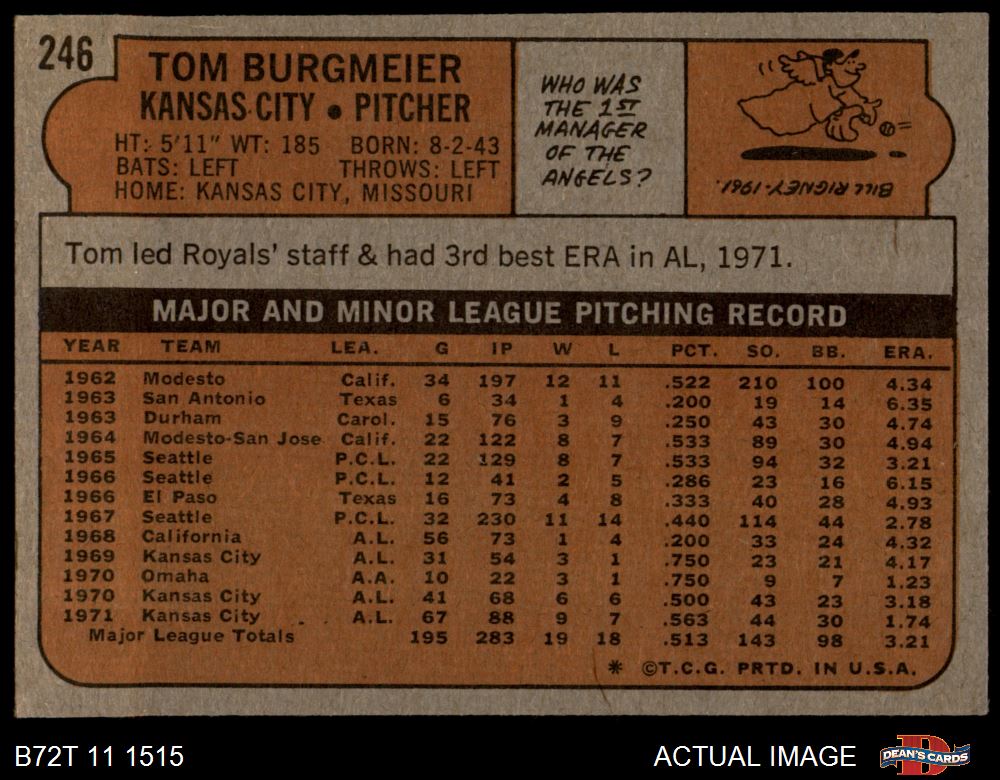 246
TOM BURGMEIER
KANSAS CITY • PITCHER
HT: 5'11" WT: 185 BORN: 8-2-43
BATS: LEFT THROWS: LEFT
HOME: KANSAS CITY, MISSOURI
WHO WAS
THE 1ST
MANAGER
OF THE
ANGELS?
BILL RIGNEY-1961.
Tom led Royals' staff & had 3rd best ERA in AL, 1971.
MAJOR AND MINOR LEAGUE PITCHING RECORD
YEAR TEAM LEA. G IP W L PCT. SO. BB. ERA.
1962 Modesto Calif. 34 197 12 11 .522 210 100 4.34
1963 San Antonio Texas 6 34 1 4 .200 19 14 6.35
1963 Durham Carol. 15 76 3 9 .250 43 30 4.74
1964 Modesto-San Jose Calif. 22 122 8 7 .533 89 30 4.94
1965 Seattle P.C.L. 22 129 8 7 .533 94 32 3.21
1966 Seattle P.C.L. 12 41 2 5 .286 23 16 6.15
1966 El Paso Texas 16 73 4 8 .333 40 28 4.93
1967 Seattle P.C.L. 32 230 11 14 .440 114 44 2.78
1968 California A.L. 56 73 1 4 .200 33 24 4.32
1969 Kansas City A.L. 31 54 3 1 .750 23 21 4.17
1970 Omaha A.A. 10 22 3 1 .750 9 7 1.23
1970 Kansas City A.L. 41 68 6 6 .500 43 23 3.18
1971 Kansas City A.L. 67 88 9 7 .563 44 30 1.74
Major League Totals 195 283 19 18 .513 143 98 3.21
* ©T.C.G. PRTD. IN U.S.A.
B72T 11 1515 ACTUAL IMAGE D DEAN'S CARDS